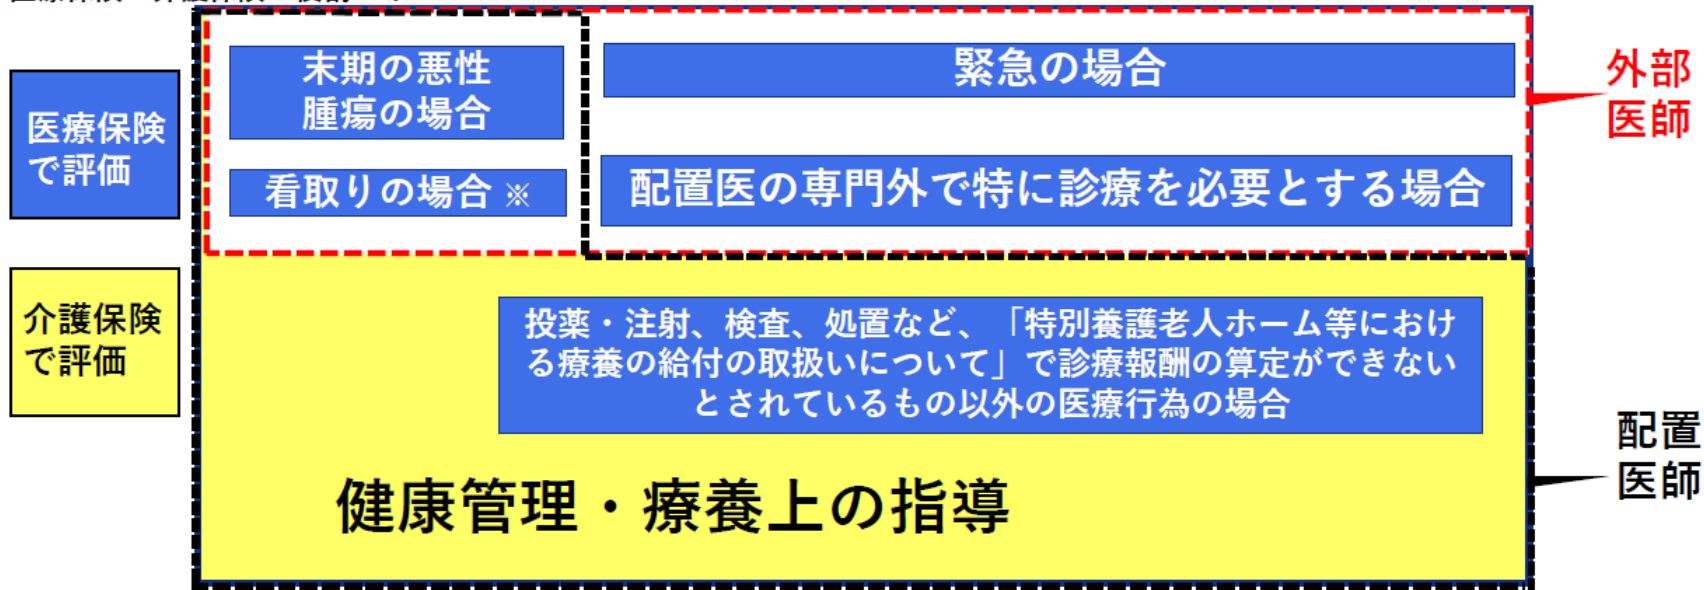 末期の悪性
腫瘍の場合
緊急の場合
外部
医師
医療保険
で評価
看取りの場合 ※
配置医の専門外で特に診療を必要とする場合
介護保険
で評価
投薬・注射、検査、処置など、「特別養護老人ホーム等におけ
る療養の給付の取扱いについて」で診療報酬の算定ができない
とされているもの以外の医療行為の場合
配置
医師
健康管理・療養上の指導